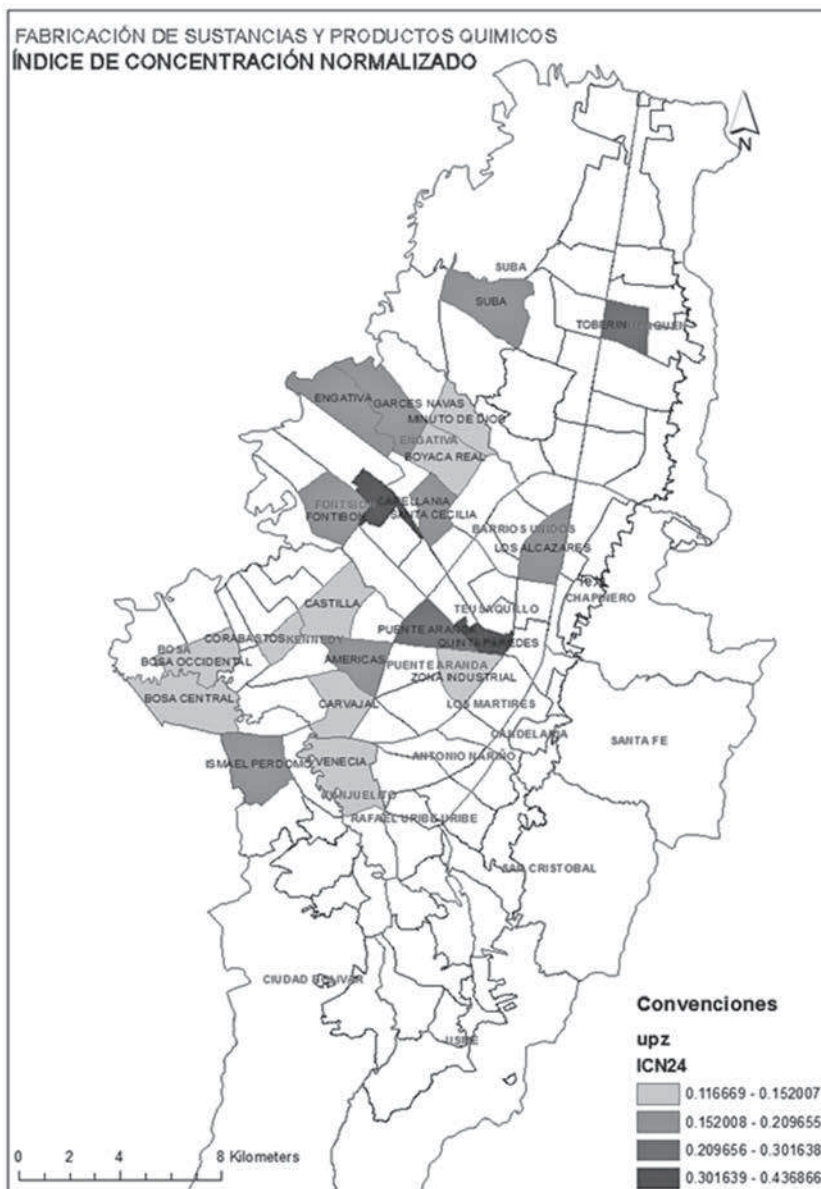 FABRICACIÓN DE SUSTANCIAS Y PRODUCTOS QUIMICOS
ÍNDICE DE CONCENTRACIÓN NORMALIZADO
N
SUBA
SUBA
TOBERIN
ENGATIVA
GARCES NAVAS
MINUTO DE DIOS
ENGATIVA
BOYACA REAL
CAPELLANIA
FONTIBON
FONTIBON
SANTA CECILIA
BARRIOS UNIDOS
LOS ALCAZARES
CHAPINERO
CASTILLA
TEUSAQUILLO
PUENTE ARANDA
QUINTA PAREDES
CORABASTOS
KENNEDY
BOSA
BOSA OCCIDENTAL
AMERICAS
PUENTE ARANDA
ZONA INDUSTRIAL
BOSA CENTRAL
CARVAJAL
LOS MARTIRES
CANDELARIA
SANTA FE
ISMAEL PERDOMO
VENECIA
ANTONIO NARIÑO
TUNJUELITO
RAFAEL URIBE URIBE
SAN CRISTOBAL
CIUDAD BOLIVAR
USME
Convenciones
upz
ICN24
0.116669 - 0.152007
0.152008 - 0.209655
0.209656 - 0.301638
0.301639 - 0.436866
0 2 4 8 Kilometers